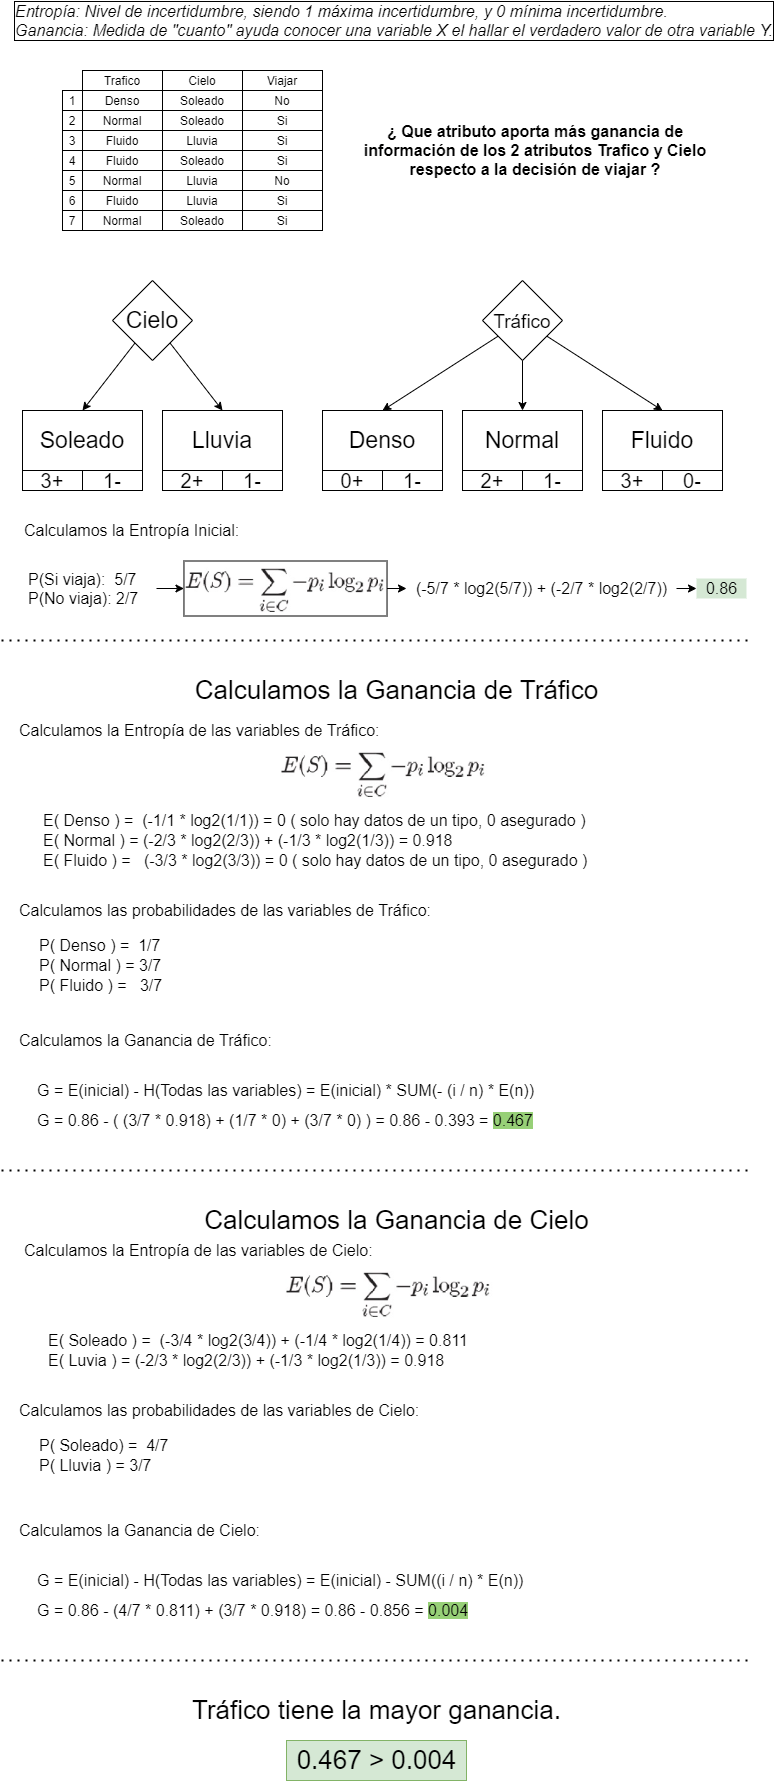 Entropía: Nivel de incertidumbre, siendo 1 máxima incertidumbre, y 0 mínima incertidumbre.
Ganancia: Medida de "cuanto" ayuda conocer una variable X el hallar el verdadero valor de otra variable Y.
Trafico Cielo Viajar
1 Denso Soleado No
2 Normal Soleado Si
3 Fluido Lluvia Si
4 Fluido Soleado Si
5 Normal Lluvia No
6 Fluido Lluvia Si
7 Normal Soleado Si
¿ Que atributo aporta más ganancia de
información de los 2 atributos Trafico y Cielo
respecto a la decisión de viajar ?
Cielo
Soleado Lluvia
3+ 1- 2+ 1-
Tráfico
Denso Normal Fluido
0+ 1- 2+ 1- 3+ 0-
Calculamos la Entropía Inicial:
P(Si viaja): 5/7
P(No viaja): 2/7
E(S) = ∑ −pᵢ log₂ pᵢ
i∈C
(-5/7 * log2(5/7)) + (-2/7 * log2(2/7))
0.86
Calculamos la Ganancia de Tráfico
Calculamos la Entropía de las variables de Tráfico:
E(S) = ∑ −pᵢ log₂ pᵢ
i∈C
E( Denso ) = (-1/1 * log2(1/1)) = 0 ( solo hay datos de un tipo, 0 asegurado )
E( Normal ) = (-2/3 * log2(2/3)) + (-1/3 * log2(1/3)) = 0.918
E( Fluido ) = (-3/3 * log2(3/3)) = 0 ( solo hay datos de un tipo, 0 asegurado )
Calculamos las probabilidades de las variables de Tráfico:
P( Denso ) = 1/7
P( Normal ) = 3/7
P( Fluido ) = 3/7
Calculamos la Ganancia de Tráfico:
G = E(inicial) - H(Todas las variables) = E(inicial) * SUM(- (i / n) * E(n))
G = 0.86 - ( (3/7 * 0.918) + (1/7 * 0) + (3/7 * 0) ) = 0.86 - 0.393 = 0.467
Calculamos la Ganancia de Cielo
Calculamos la Entropía de las variables de Cielo:
E(S) = ∑ −pᵢ log₂ pᵢ
i∈C
E( Soleado ) = (-3/4 * log2(3/4)) + (-1/4 * log2(1/4)) = 0.811
E( Luvia ) = (-2/3 * log2(2/3)) + (-1/3 * log2(1/3)) = 0.918
Calculamos las probabilidades de las variables de Cielo:
P( Soleado) = 4/7
P( Lluvia ) = 3/7
Calculamos la Ganancia de Cielo:
G = E(inicial) - H(Todas las variables) = E(inicial) - SUM((i / n) * E(n))
G = 0.86 - (4/7 * 0.811) + (3/7 * 0.918) = 0.86 - 0.856 = 0.004
Tráfico tiene la mayor ganancia.
0.467 > 0.004